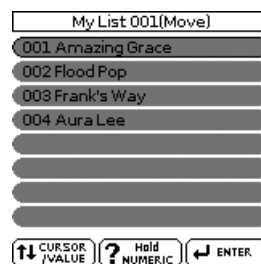 My List 001(Move)
001 Amazing Grace
002 Flood Pop
003 Frank's Way
004 Aura Lee
CURSOR
/VALUE
? Hold
NUMERIC
ENTER